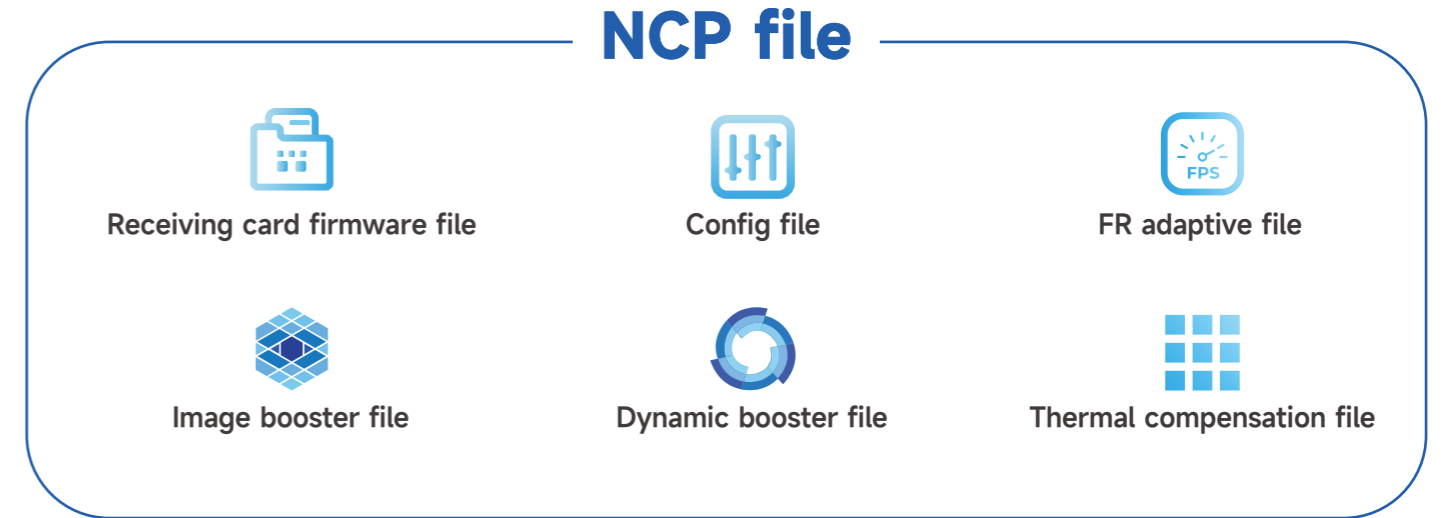 NCP file
Receiving card firmware file
Config file
FPS
FR adaptive file
Image booster file
Dynamic booster file
Thermal compensation file